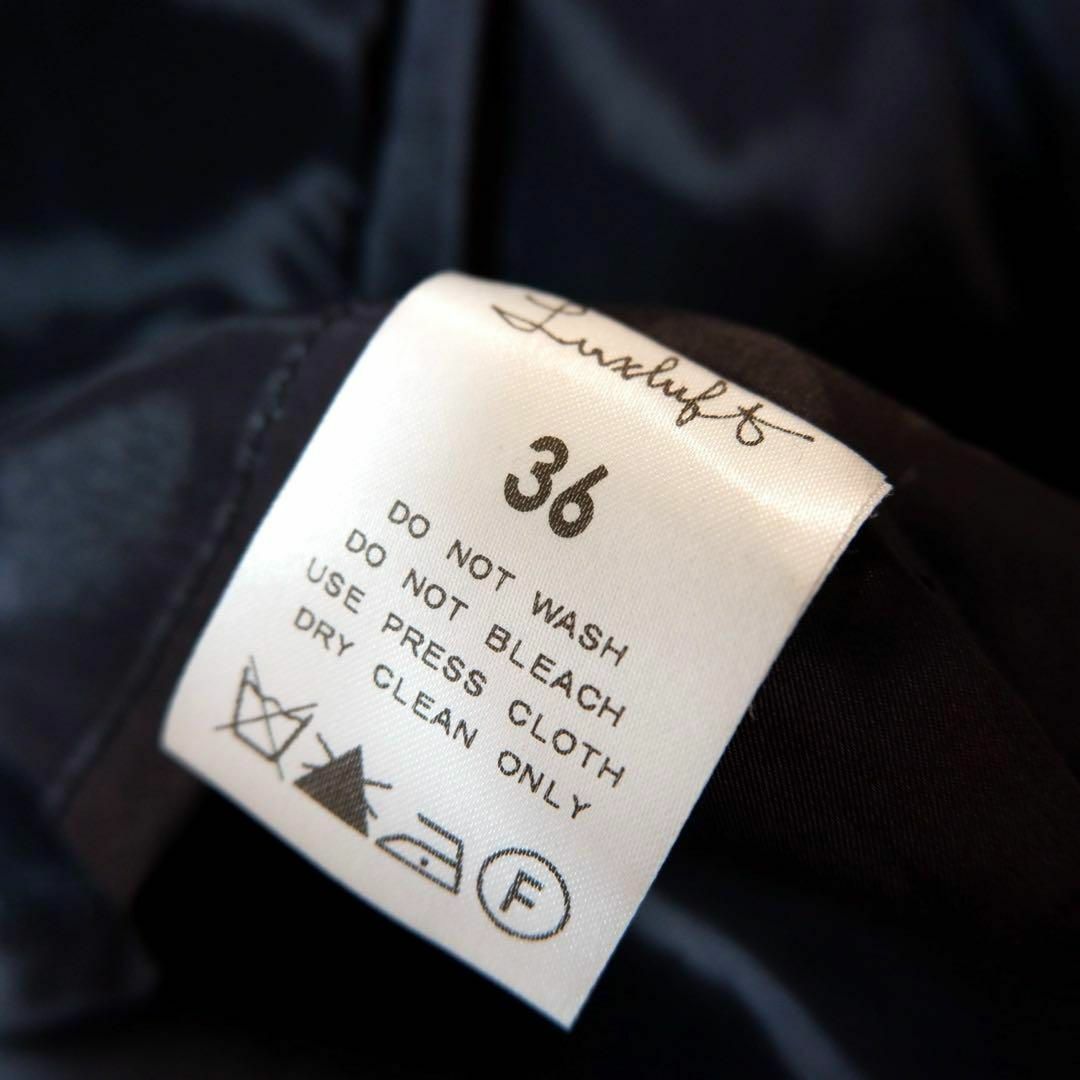 Luxluft
36
DO NOT WASH
DO NOT BLEACH
USE PRESS CLOTH
DRY CLEAN ONLY
F